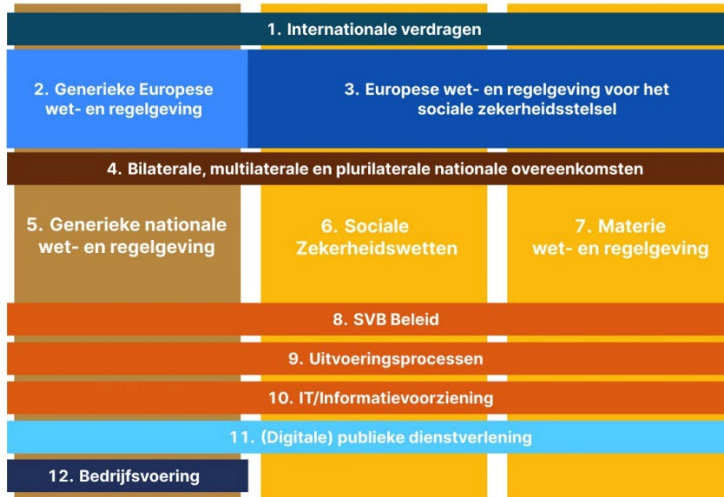 1. Internationale verdragen
2. Generieke Europese
wet- en regelgeving
3. Europese wet- en regelgeving voor het
sociale zekerheidsstelsel
4. Bilaterale, multilaterale en plurilaterale nationale overeenkomsten
5. Generieke nationale
wet- en regelgeving
6. Sociale
Zekerheidswetten
7. Materie
wet- en regelgeving
8. SVB Beleid
9. Uitvoeringsprocessen
10. IT/Informatievoorziening
11. (Digitale) publieke dienstverlening
12. Bedrijfsvoering